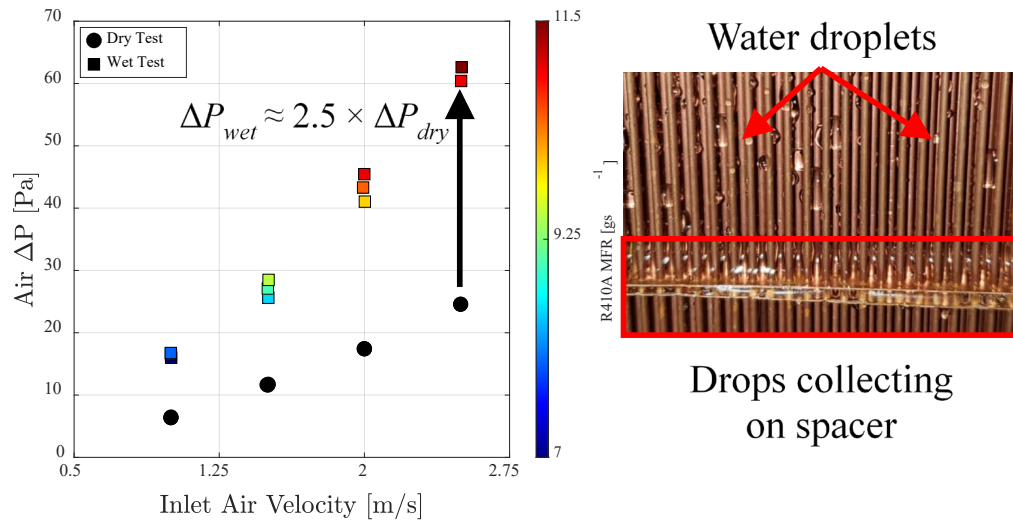 70
60
50
40
30
20
10
0
0.5
1.25
2
2.75
Air ΔP [Pa]
Inlet Air Velocity [m/s]
Dry Test
Wet Test
ΔP_wet ≈ 2.5 × ΔP_dry
11.5
9.25
7
R410A MFR [gs⁻¹]
Water droplets
Drops collecting
on spacer